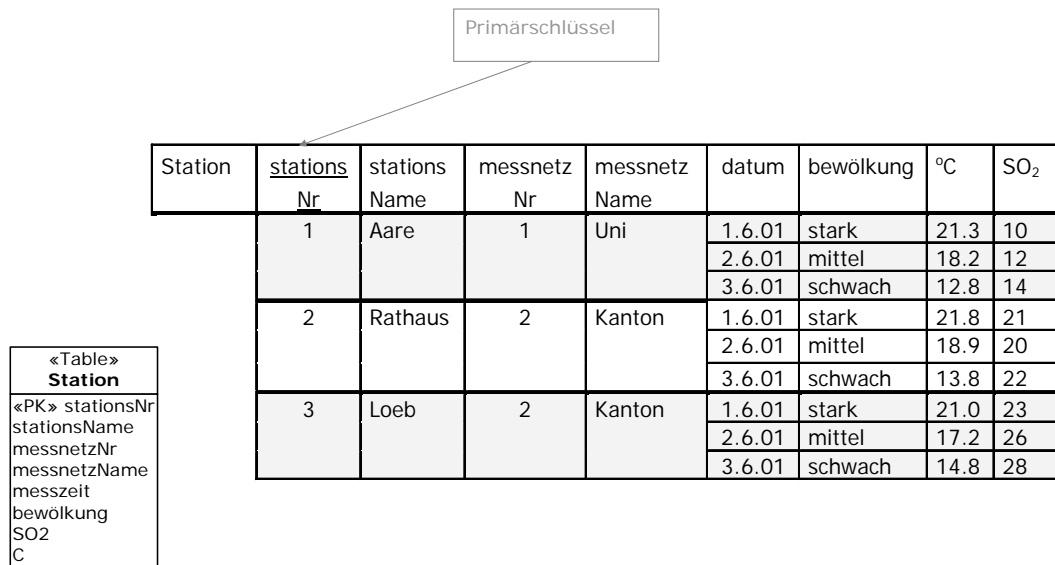 Primärschlüssel
Station stations stations messnetz messnetz datum bewölkung ºC SO₂
Nr Name Nr Name
1 Aare 1 Uni 1.6.01 stark 21.3 10
2.6.01 mittel 18.2 12
3.6.01 schwach 12.8 14
2 Rathaus 2 Kanton 1.6.01 stark 21.8 21
2.6.01 mittel 18.9 20
3.6.01 schwach 13.8 22
3 Loeb 2 Kanton 1.6.01 stark 21.0 23
2.6.01 mittel 17.2 26
3.6.01 schwach 14.8 28
«Table»
Station
«PK» stationsNr
stationsName
messnetzNr
messnetzName
messzeit
bewölkung
SO2
C